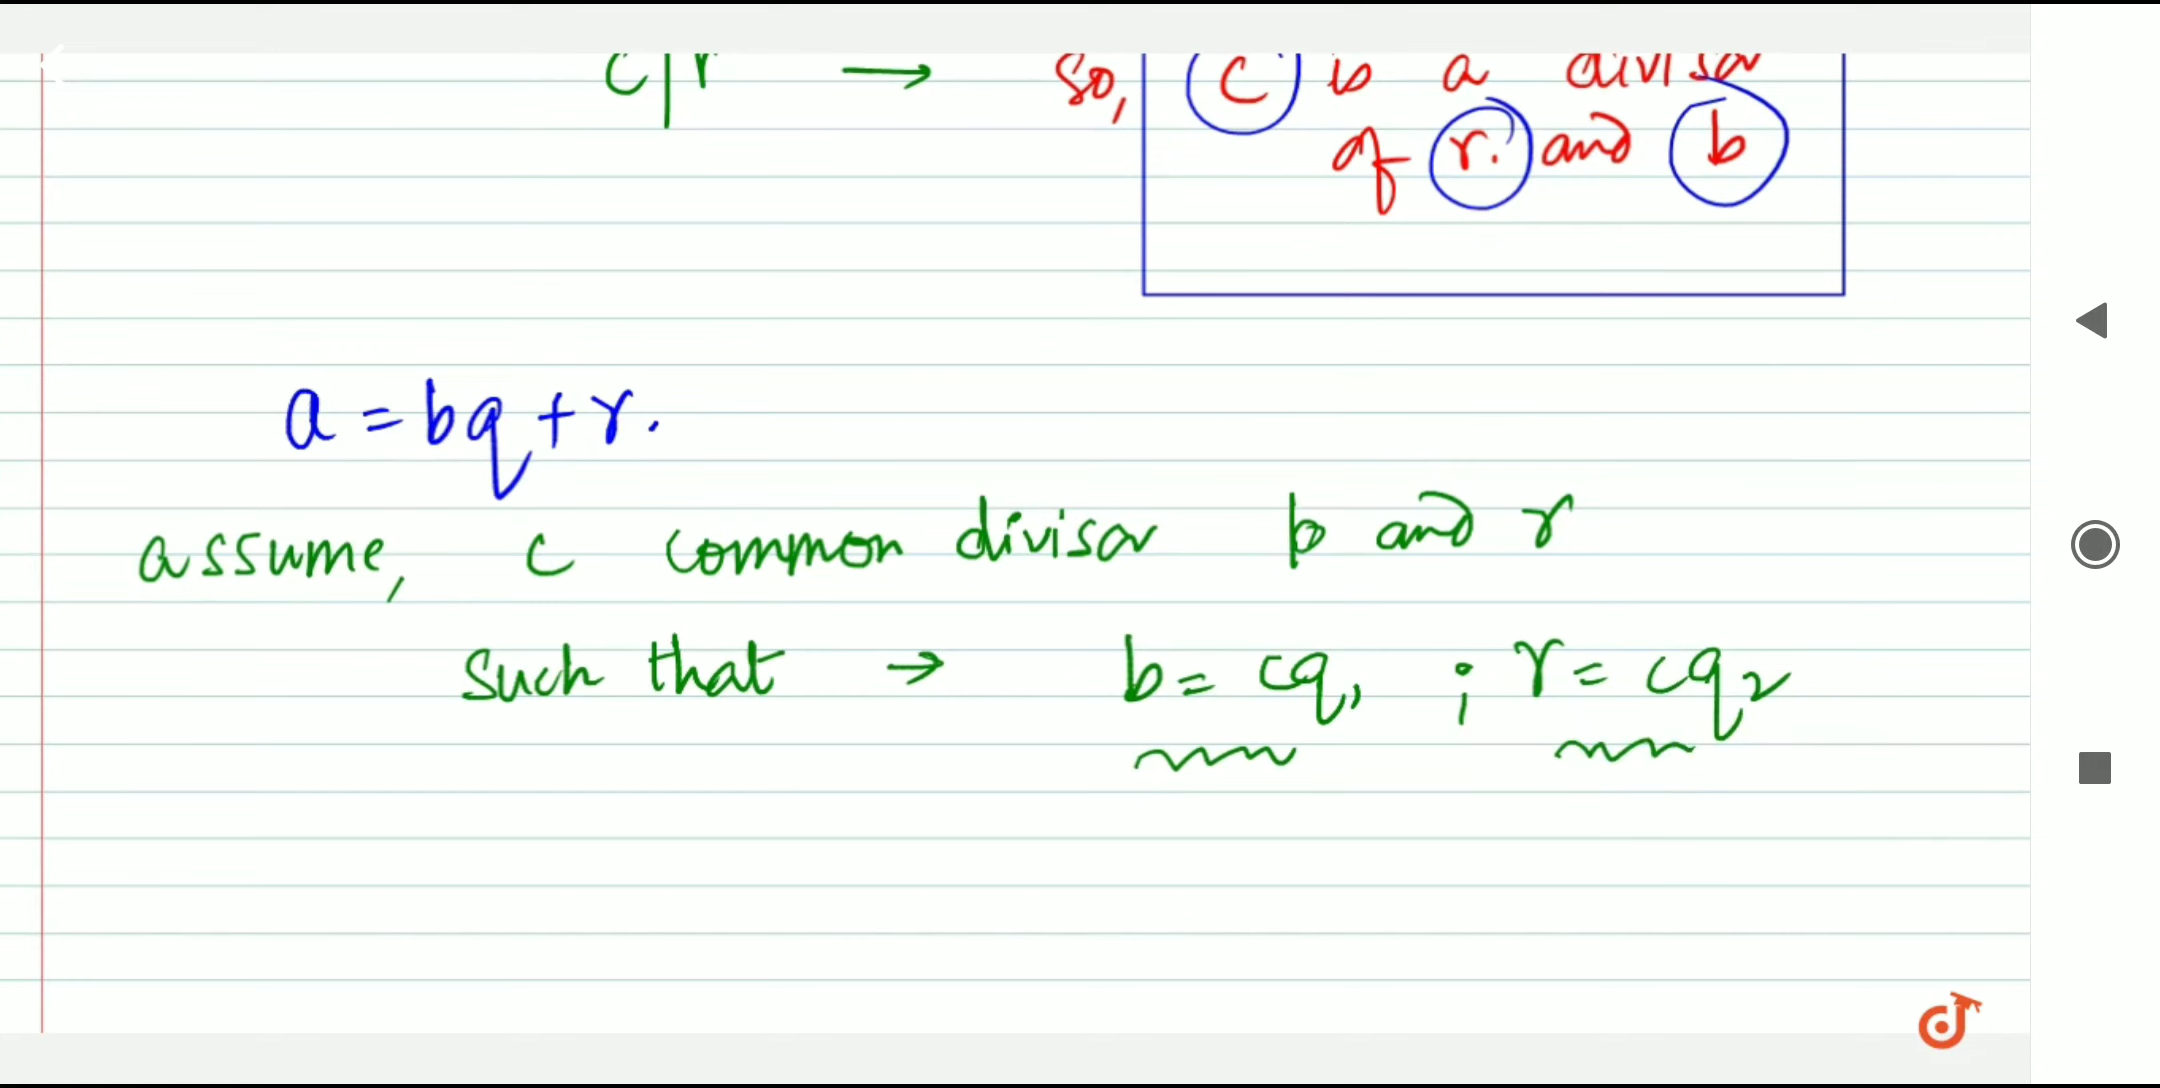 c|r → so, c is a divisor
of r. and b
a = bq + r.
assume, c common divisor b and r
such that → b = cq₁ ; r = cq₂